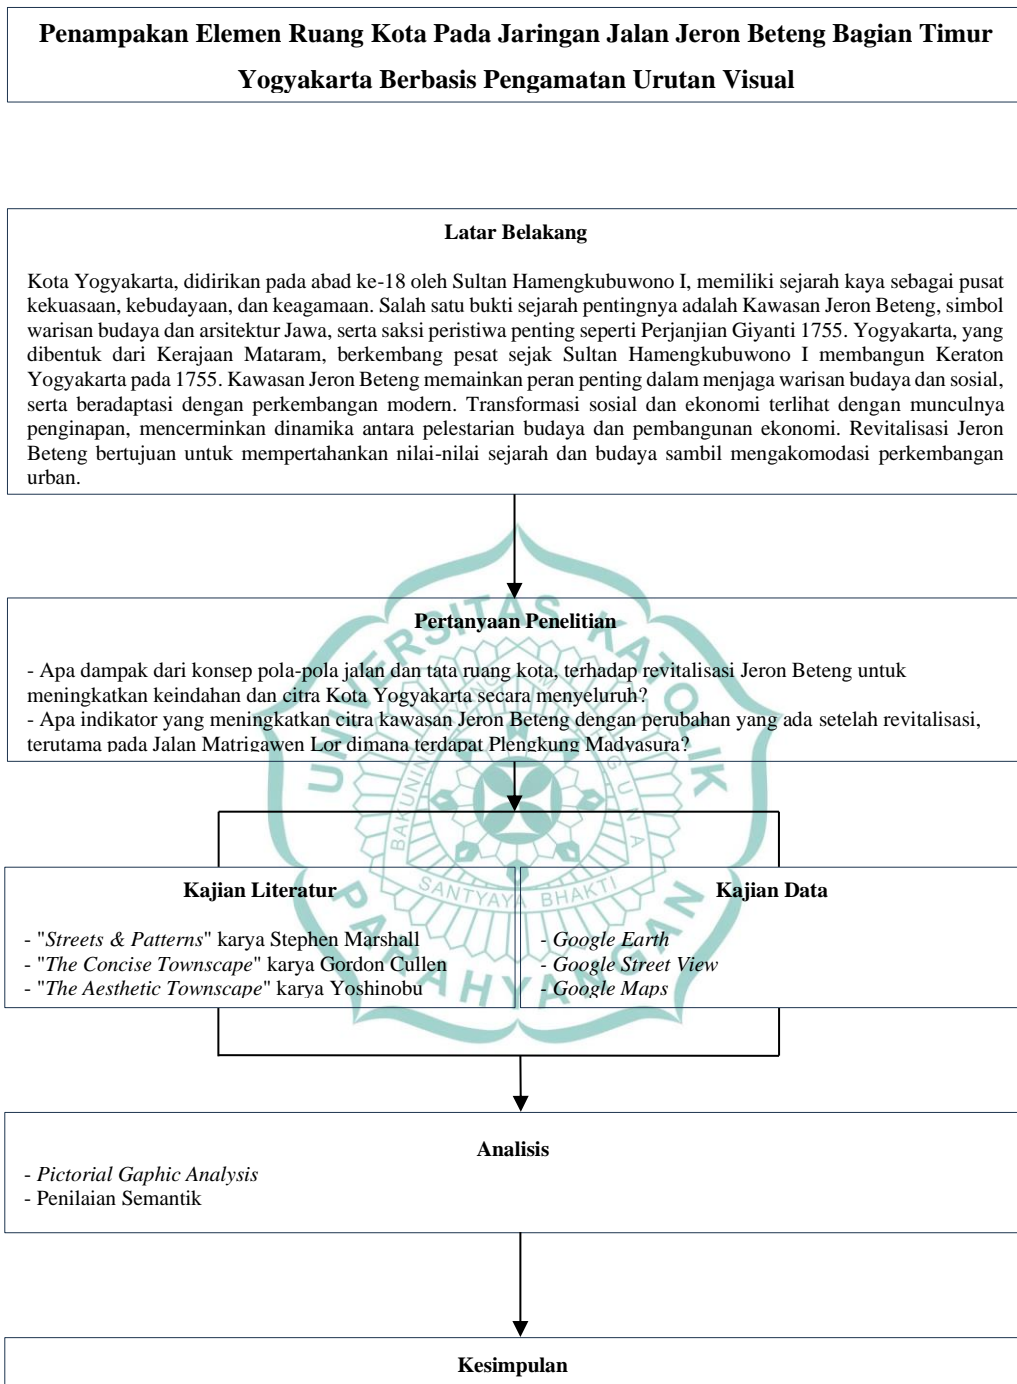 Penampakan Elemen Ruang Kota Pada Jaringan Jalan Jeron Beteng Bagian Timur
Yogyakarta Berbasis Pengamatan Urutan Visual
Latar Belakang
Kota Yogyakarta, didirikan pada abad ke-18 oleh Sultan Hamengkubuwono I, memiliki sejarah kaya sebagai pusat
kekuasaan, kebudayaan, dan keagamaan. Salah satu bukti sejarah pentingnya adalah Kawasan Jeron Beteng, simbol
warisan budaya dan arsitektur Jawa, serta saksi peristiwa penting seperti Perjanjian Giyanti 1755. Yogyakarta, yang
dibentuk dari Kerajaan Mataram, berkembang pesat sejak Sultan Hamengkubuwono I membangun Keraton
Yogyakarta pada 1755. Kawasan Jeron Beteng memainkan peran penting dalam menjaga warisan budaya dan sosial,
serta beradaptasi dengan perkembangan modern. Transformasi sosial dan ekonomi terlihat dengan munculnya
penginapan, mencerminkan dinamika antara pelestarian budaya dan pembangunan ekonomi. Revitalisasi Jeron
Beteng bertujuan untuk mempertahankan nilai-nilai sejarah dan budaya sambil mengakomodasi perkembangan
urban.
Pertanyaan Penelitian
- Apa dampak dari konsep pola-pola jalan dan tata ruang kota, terhadap revitalisasi Jeron Beteng untuk
meningkatkan keindahan dan citra Kota Yogyakarta secara menyeluruh?
- Apa indikator yang meningkatkan citra kawasan Jeron Beteng dengan perubahan yang ada setelah revitalisasi,
terutama pada Jalan Matrigawen Lor dimana terdapat Plengkung Madyasura?
Kajian Literatur
- "Streets & Patterns" karya Stephen Marshall
- "The Concise Townscape" karya Gordon Cullen
- "The Aesthetic Townscape" karya Yoshinobu
Kajian Data
- Google Earth
- Google Street View
- Google Maps
Analisis
- Pictorial Gaphic Analysis
- Penilaian Semantik
Kesimpulan
UNIVERSITAS KATOLIK
PARAHYANGAN
SANTYAYA BHAKTI